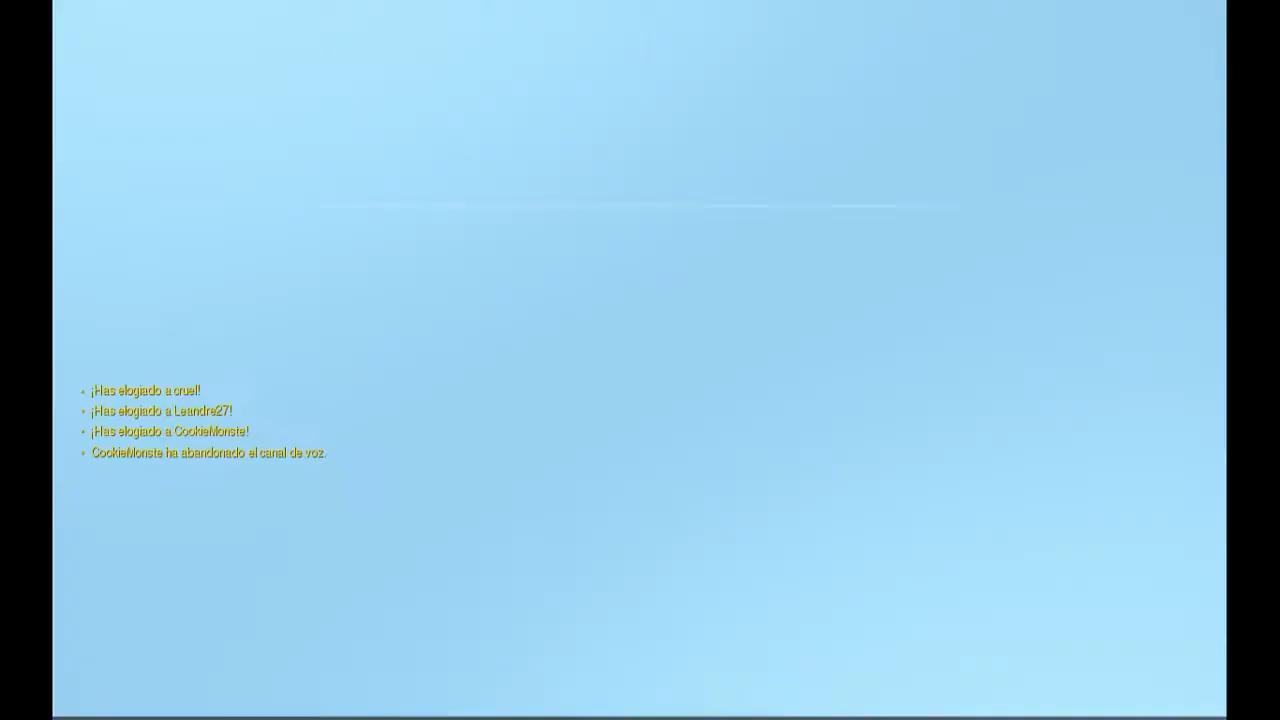 ¡Has elogiado a cruel!
¡Has elogiado a Leandre27!
¡Has elogiado a CookieMonste!
CookieMonste ha abandonado el canal de voz.